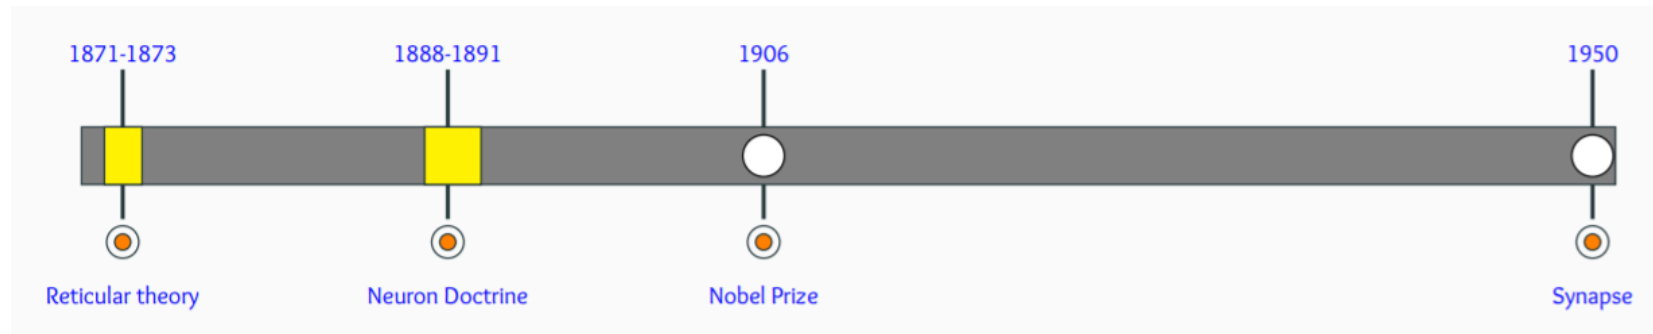 1871-1873
1888-1891
1906
1950
Reticular theory
Neuron Doctrine
Nobel Prize
Synapse